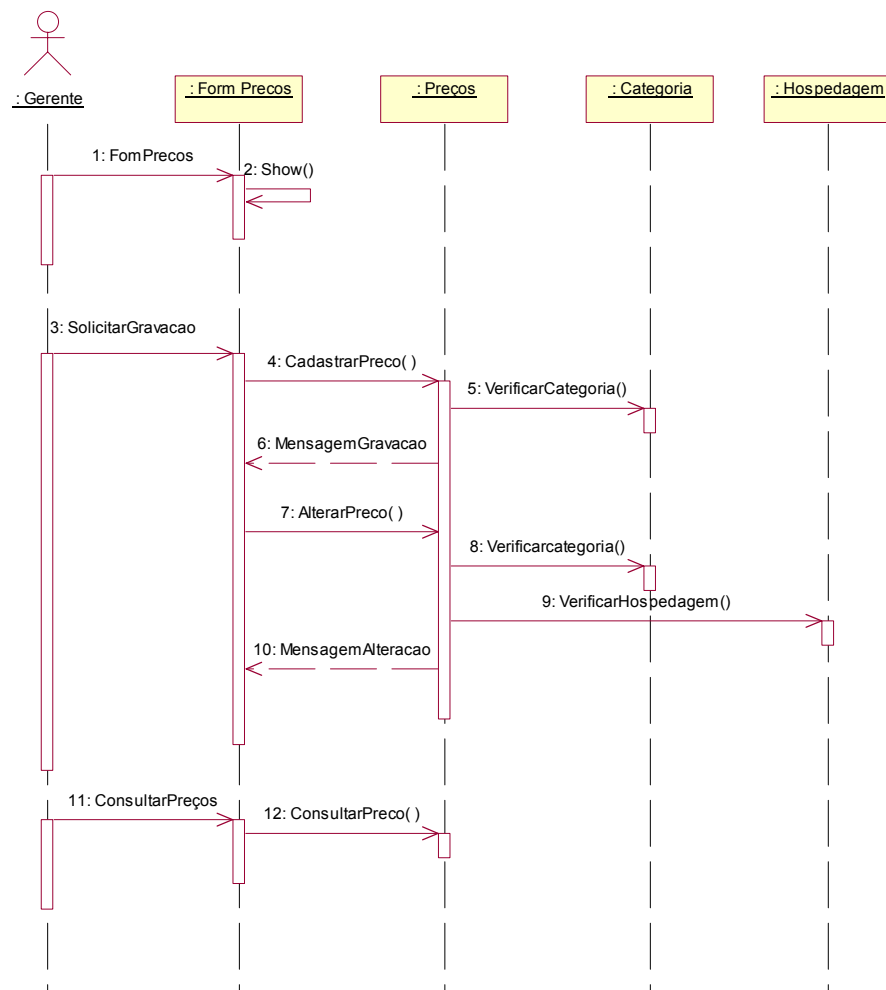 : Gerente
: Form Precos
: Preços
: Categoria
: Hospedagem
1: FomPrecos
2: Show()
3: SolicitarGravacao
4: CadastrarPreco( )
5: VerificarCategoria()
6: MensagemGravacao
7: AlterarPreco( )
8: Verificarcategoria()
9: VerificarHospedagem()
10: MensagemAlteracao
11: ConsultarPreços
12: ConsultarPreco( )